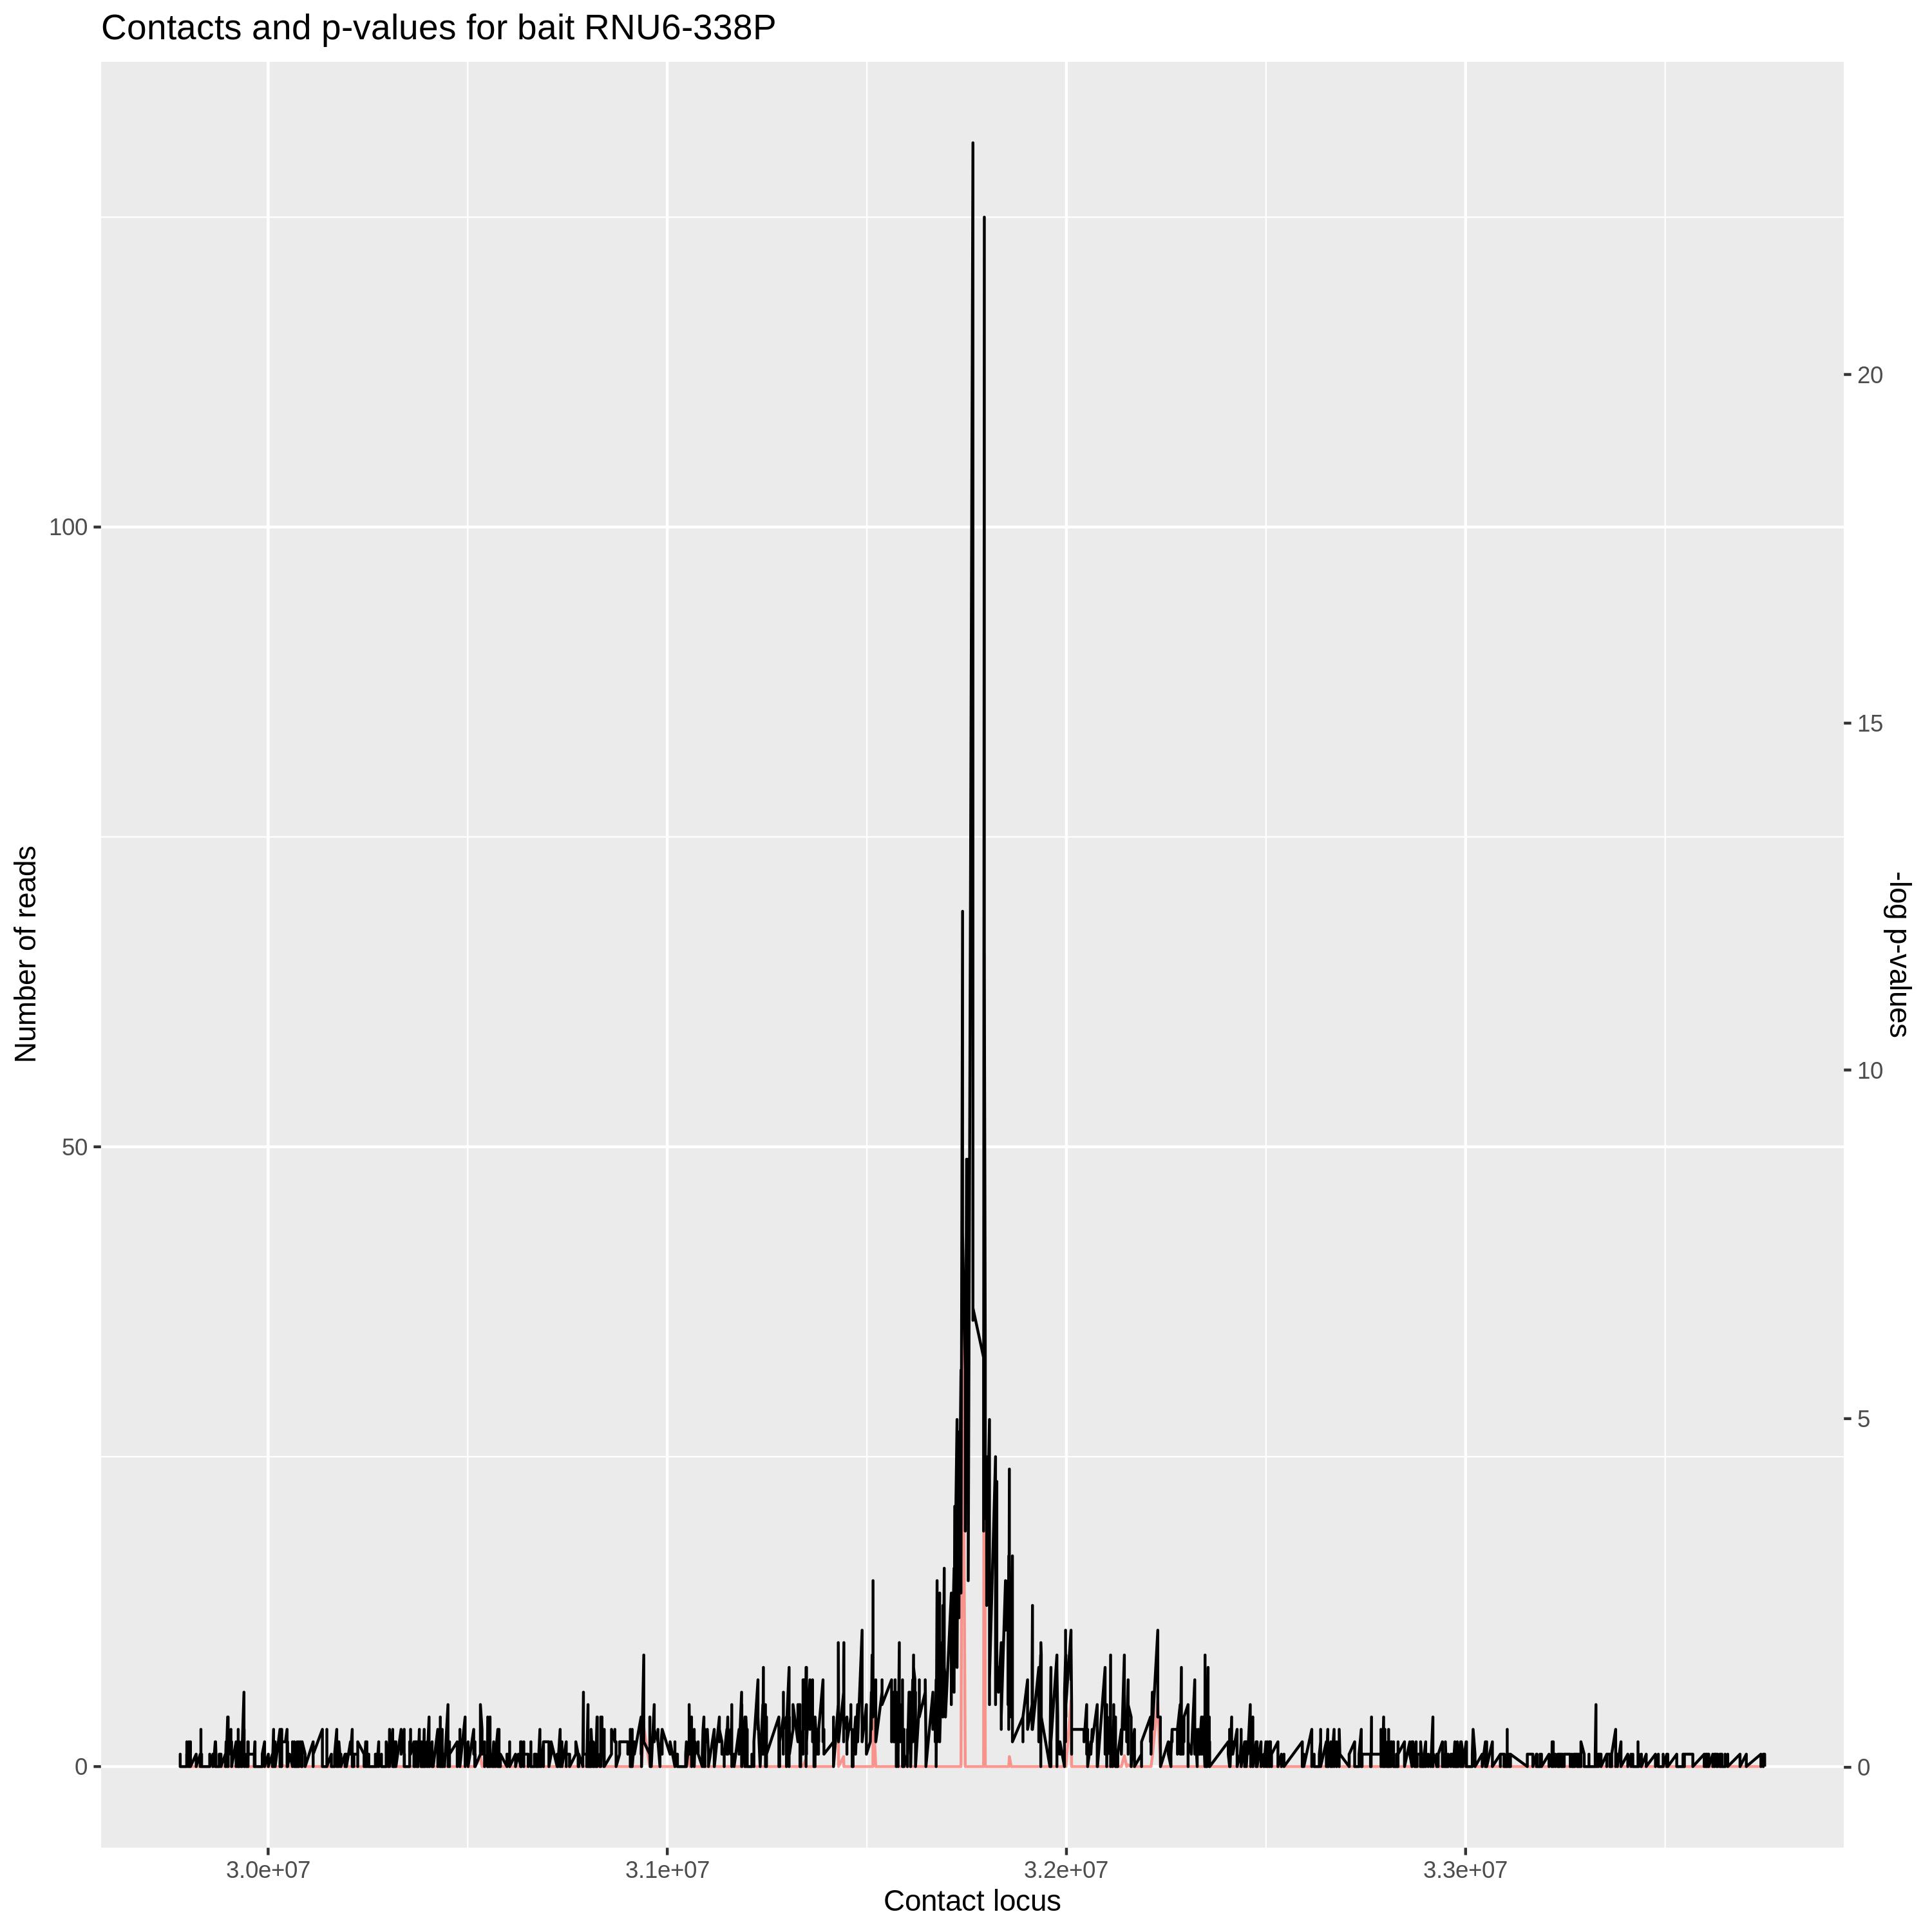 Contacts and p-values for bait RNU6-338P
100
50
0
Number of reads
20
15
10
5
0
-log p-values
3.0e+07
3.1e+07
3.2e+07
3.3e+07
Contact locus